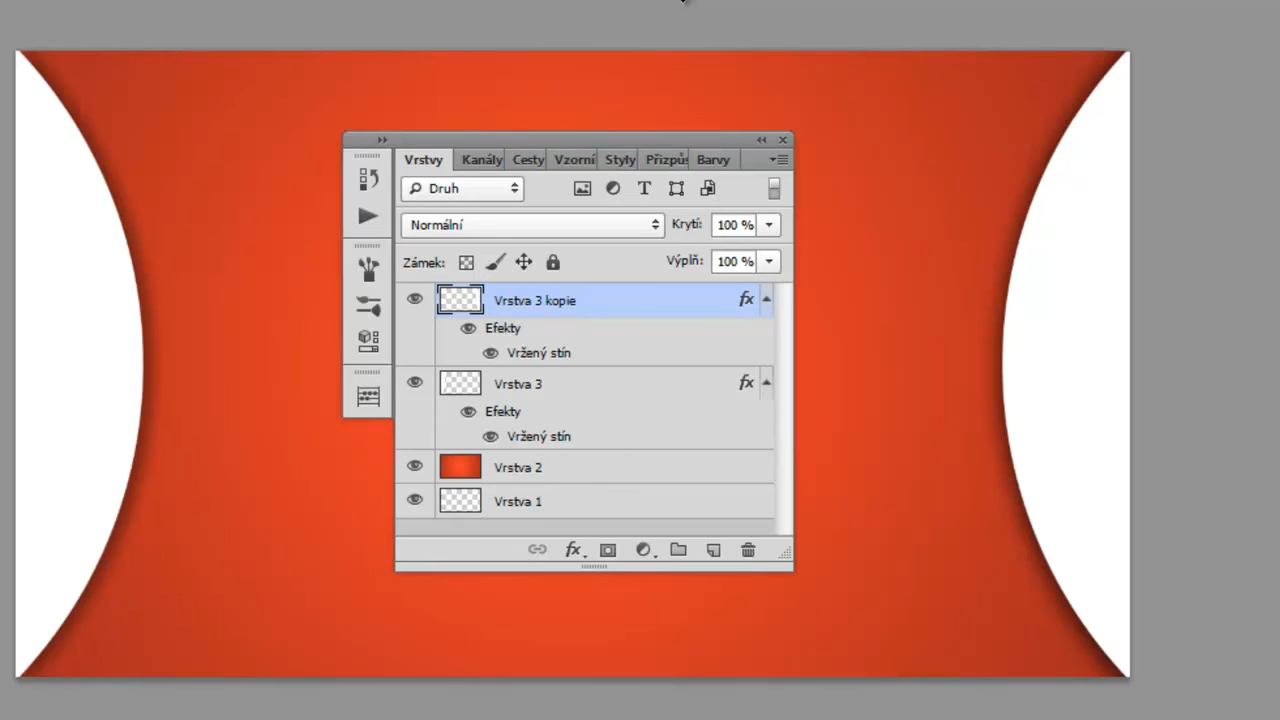 Vrstvy Kanály Cesty Vzorní Styly Přizpůs Barvy
Druh
Normální Krytí: 100 %
Zámek: Výplň: 100 %
Vrstva 3 kopie fx
Efekty
Vržený stín
Vrstva 3 fx
Efekty
Vržený stín
Vrstva 2
Vrstva 1
fx